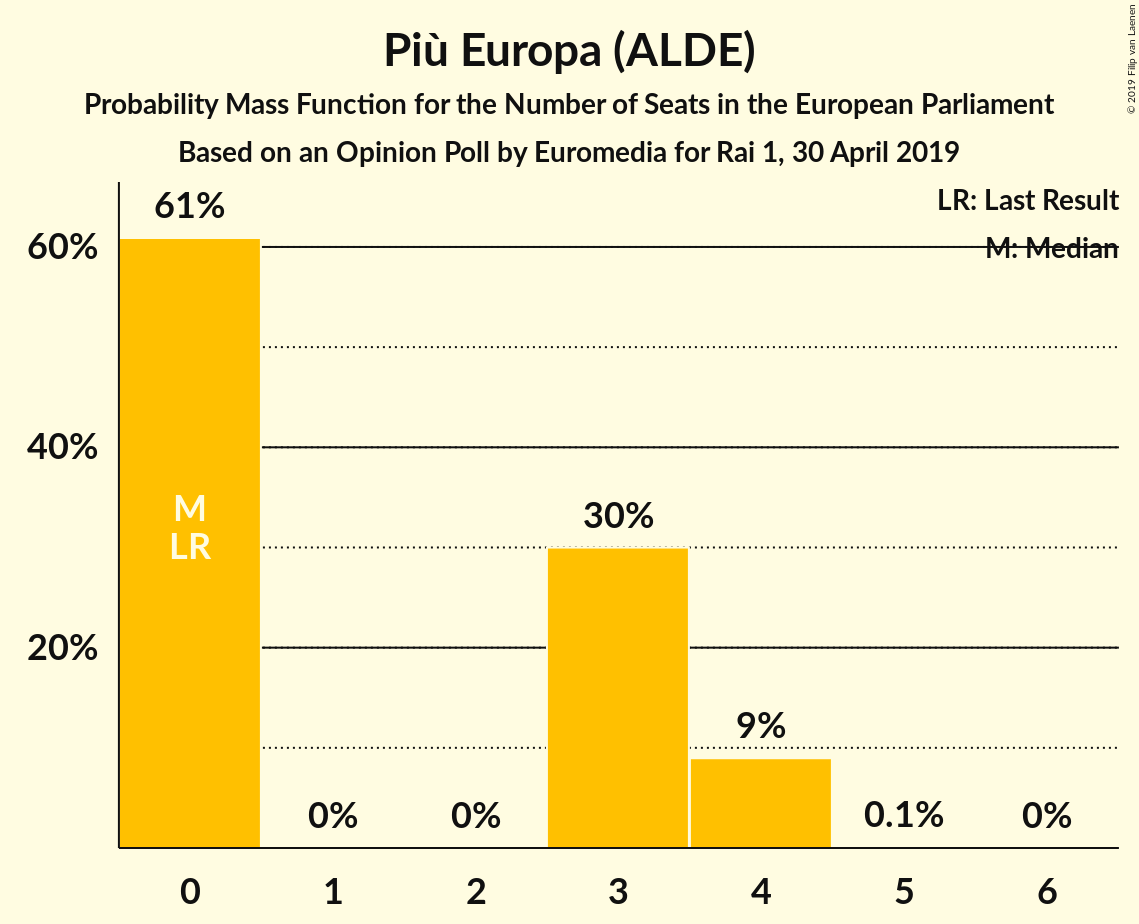 Più Europa (ALDE)
Probability Mass Function for the Number of Seats in the European Parliament
Based on an Opinion Poll by Euromedia for Rai 1, 30 April 2019
© 2019 Filip van Laenen
LR: Last Result
M: Median
61%
60%
40%
20%
M
LR
0%
0%
30%
9%
0.1%
0%
0 1 2 3 4 5 6